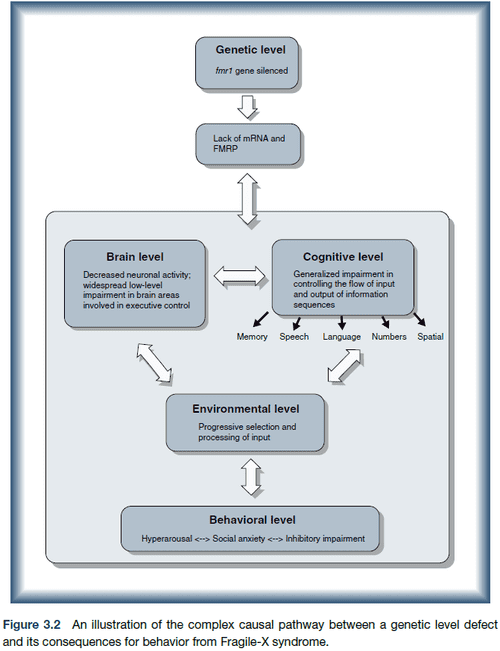 Genetic level
fmr1 gene silenced
Lack of mRNA and
FMRP
Brain level
Decreased neuronal activity;
widespread low-level
impairment in brain areas
involved in executive control
Cognitive level
Generalized impairment in
controlling the flow of input
and output of information
sequences
Memory Speech Language Numbers Spatial
Environmental level
Progressive selection and
processing of input
Behavioral level
Hyperarousal <--> Social anxiety <--> Inhibitory impairment
Figure 3.2 An illustration of the complex causal pathway between a genetic level defect
and its consequences for behavior from Fragile-X syndrome.